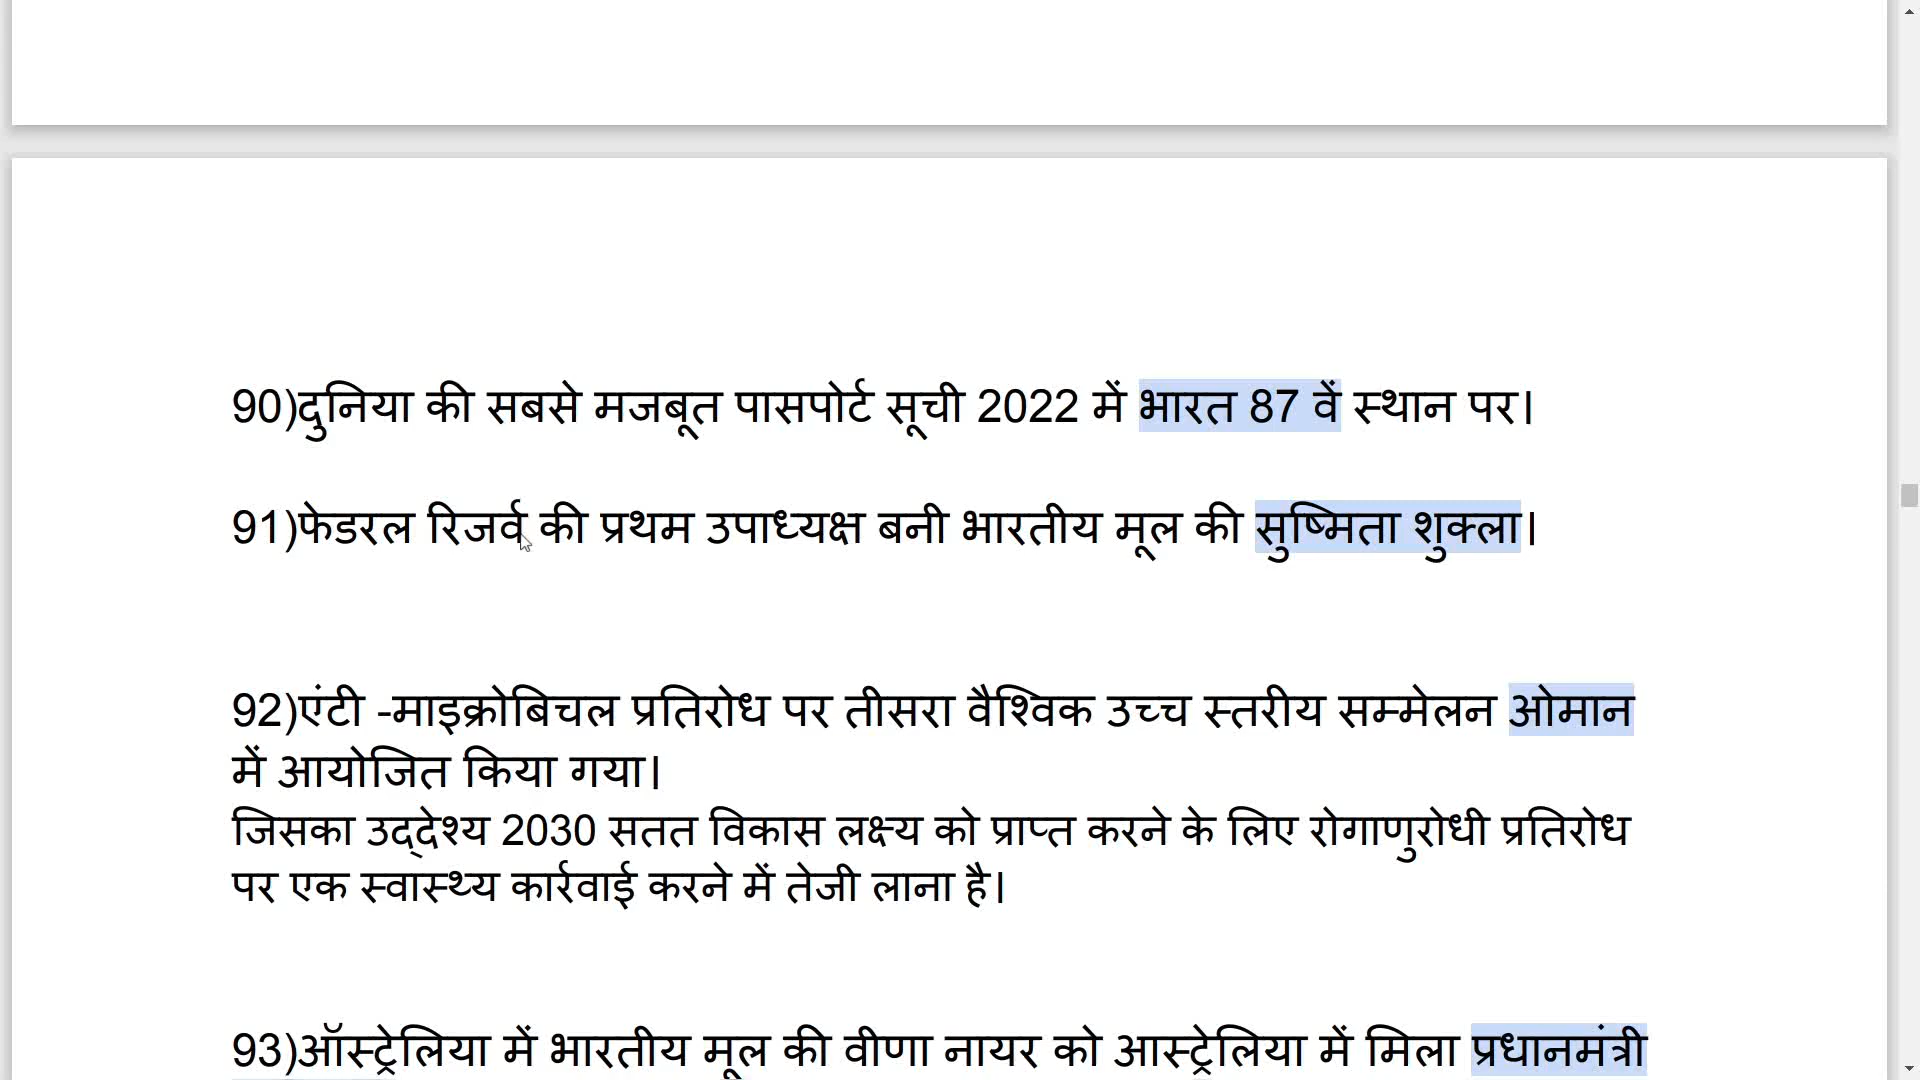 90)दुनिया की सबसे मजबूत पासपोर्ट सूची 2022 में भारत 87 वें स्थान पर।
91)फेडरल रिजर्व की प्रथम उपाध्यक्ष बनी भारतीय मूल की सुष्मिता शुक्ला।
92)एंटी -माइक्रोबिचल प्रतिरोध पर तीसरा वैश्विक उच्च स्तरीय सम्मेलन ओमान
में आयोजित किया गया।
जिसका उद्देश्य 2030 सतत विकास लक्ष्य को प्राप्त करने के लिए रोगाणुरोधी प्रतिरोध
पर एक स्वास्थ्य कार्रवाई करने में तेजी लाना है।
93)ऑस्ट्रेलिया में भारतीय मूल की वीणा नायर को आस्ट्रेलिया में मिला प्रधानमंत्री